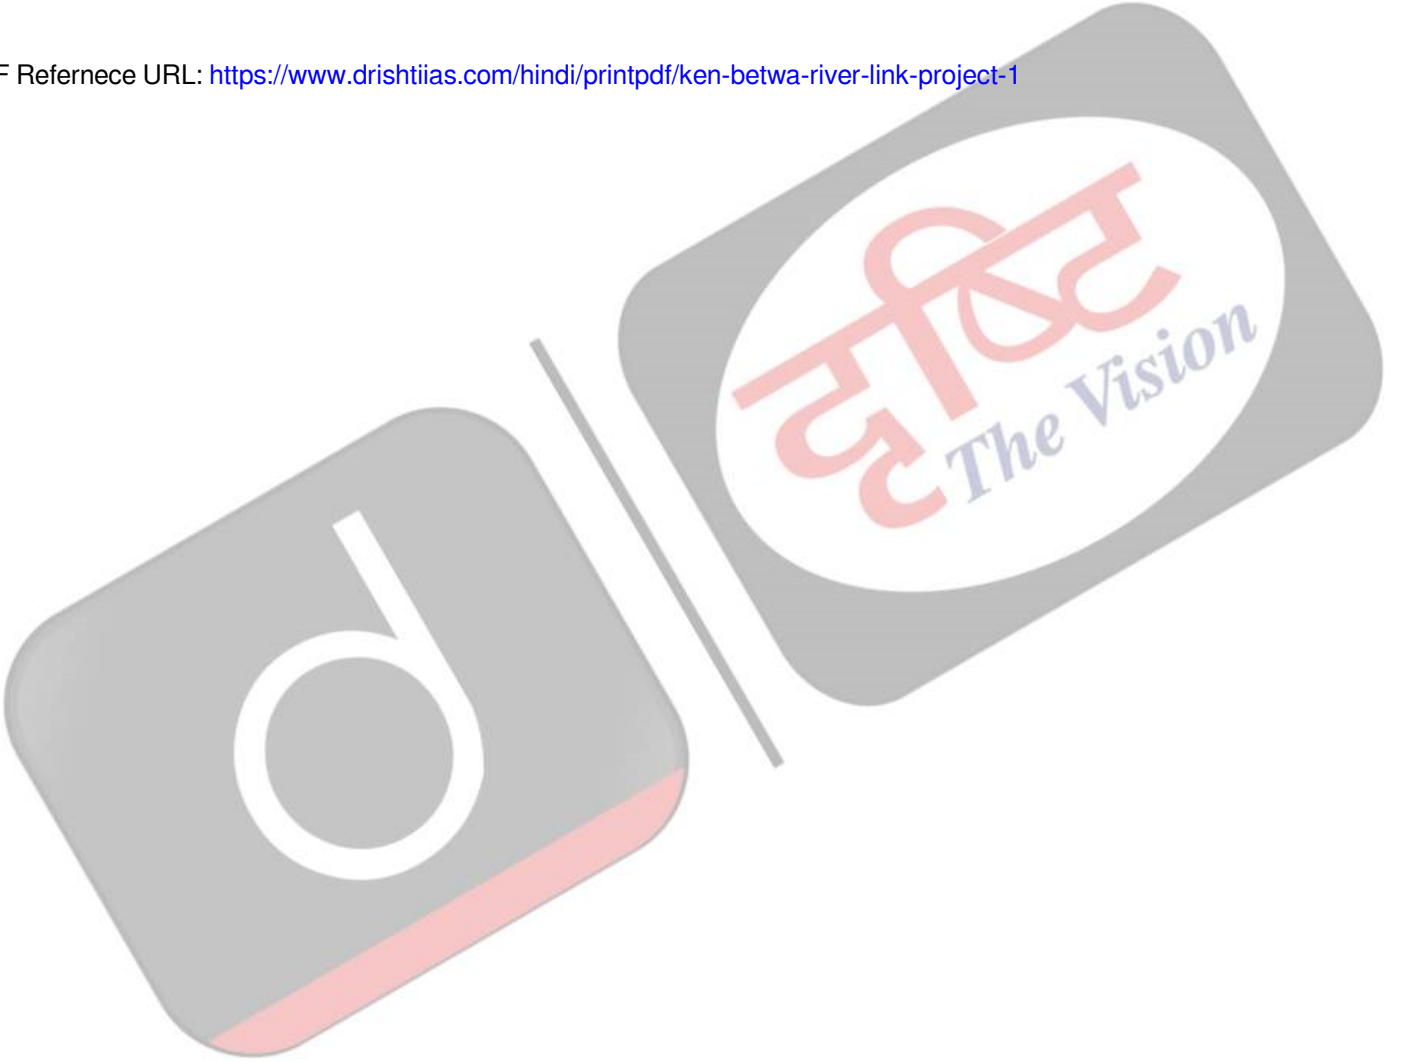 F Refernece URL: https://www.drishtiias.com/hindi/printpdf/ken-betwa-river-link-project-1
दृष्टि
The Vision
d